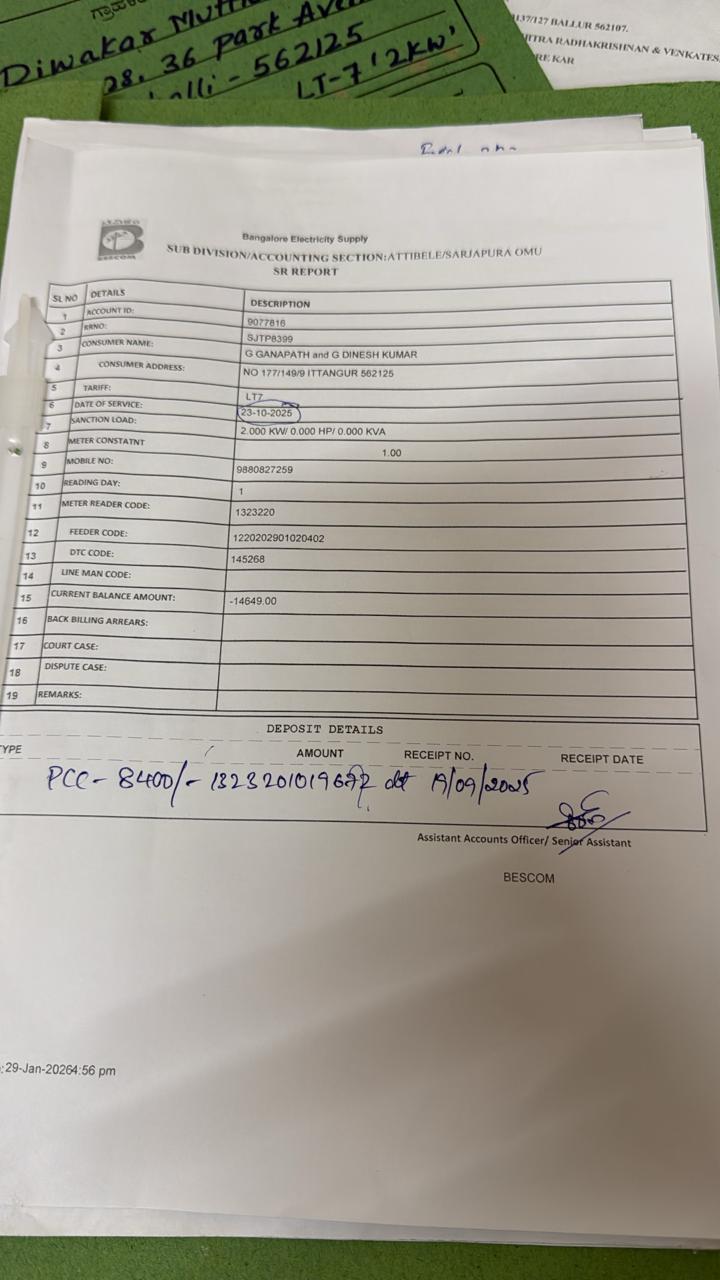 Diwakar
28, 36 Park Ave
562125
LT-7 '2KW'
137/127 BALLUR 562107.
ITRA RADHAKRISHNAN & VENKATES
RE KAR
BESCOM
Bangalore Electricity Supply
SUB DIVISION/ACCOUNTING SECTION:ATTIBELE/SARJAPURA OMU
SR REPORT
SL NO DETAILS DESCRIPTION
1 ACCOUNT ID: 9077816
2 RRNO: SJTP8399
3 CONSUMER NAME: G GANAPATH and G DINESH KUMAR
4 CONSUMER ADDRESS: NO 177/149/9 ITTANGUR 562125
5 TARIFF: LT7
6 DATE OF SERVICE: 23-10-2025
7 SANCTION LOAD: 2.000 KW/ 0.000 HP/ 0.000 KVA
8 METER CONSTATNT 1.00
9 MOBILE NO: 9880827259
10 READING DAY: 1
11 METER READER CODE: 1323220
12 FEEDER CODE: 1220202901020402
13 DTC CODE: 145268
14 LINE MAN CODE:
15 CURRENT BALANCE AMOUNT: -14649.00
16 BACK BILLING ARREARS:
17 COURT CASE:
18 DISPUTE CASE:
19 REMARKS:
DEPOSIT DETAILS
TYPE AMOUNT RECEIPT NO. RECEIPT DATE
PCC - 8400/- dt 19/09/2025
Assistant Accounts Officer/ Senior Assistant
BESCOM
:29-Jan-20264:56 pm